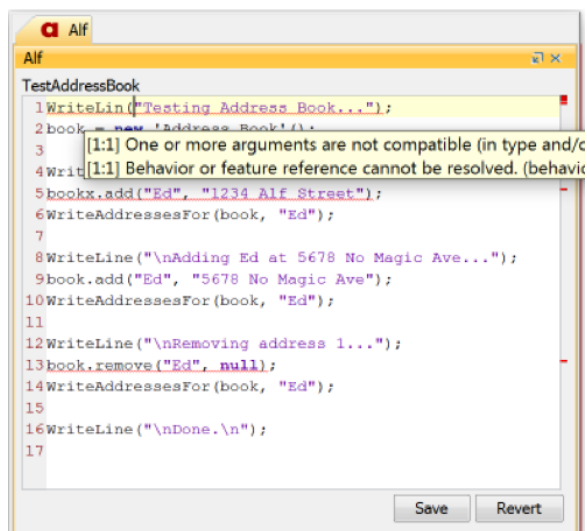 a Alf
Alf
TestAddressBook
1 WriteLin("Testing Address Book...");
2 book = new 'Address Book'();
[1:1] One or more arguments are not compatible (in type and/o
3
[1:1] Behavior or feature reference cannot be resolved. (behavio
4 Writ
5 bookx.add("Ed", "1234 Alf Street");
6 WriteAddressesFor(book, "Ed");
7
8 WriteLine("\nAdding Ed at 5678 No Magic Ave...");
9 book.add("Ed", "5678 No Magic Ave");
10 WriteAddressesFor(book, "Ed");
11
12 WriteLine("\nRemoving address 1...");
13 book.remove("Ed", null);
14 WriteAddressesFor(book, "Ed");
15
16 WriteLine("\nDone.\n");
17
Save Revert